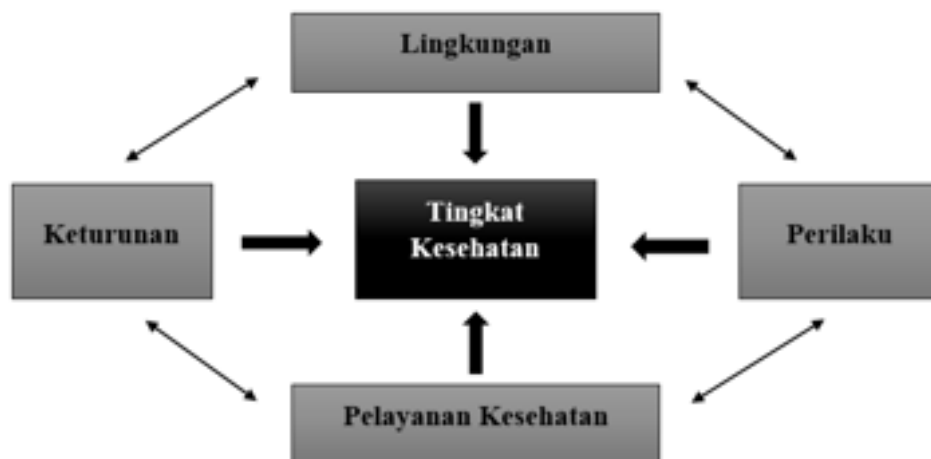 Lingkungan
Keturunan
Tingkat
Kesehatan
Perilaku
Pelayanan Kesehatan